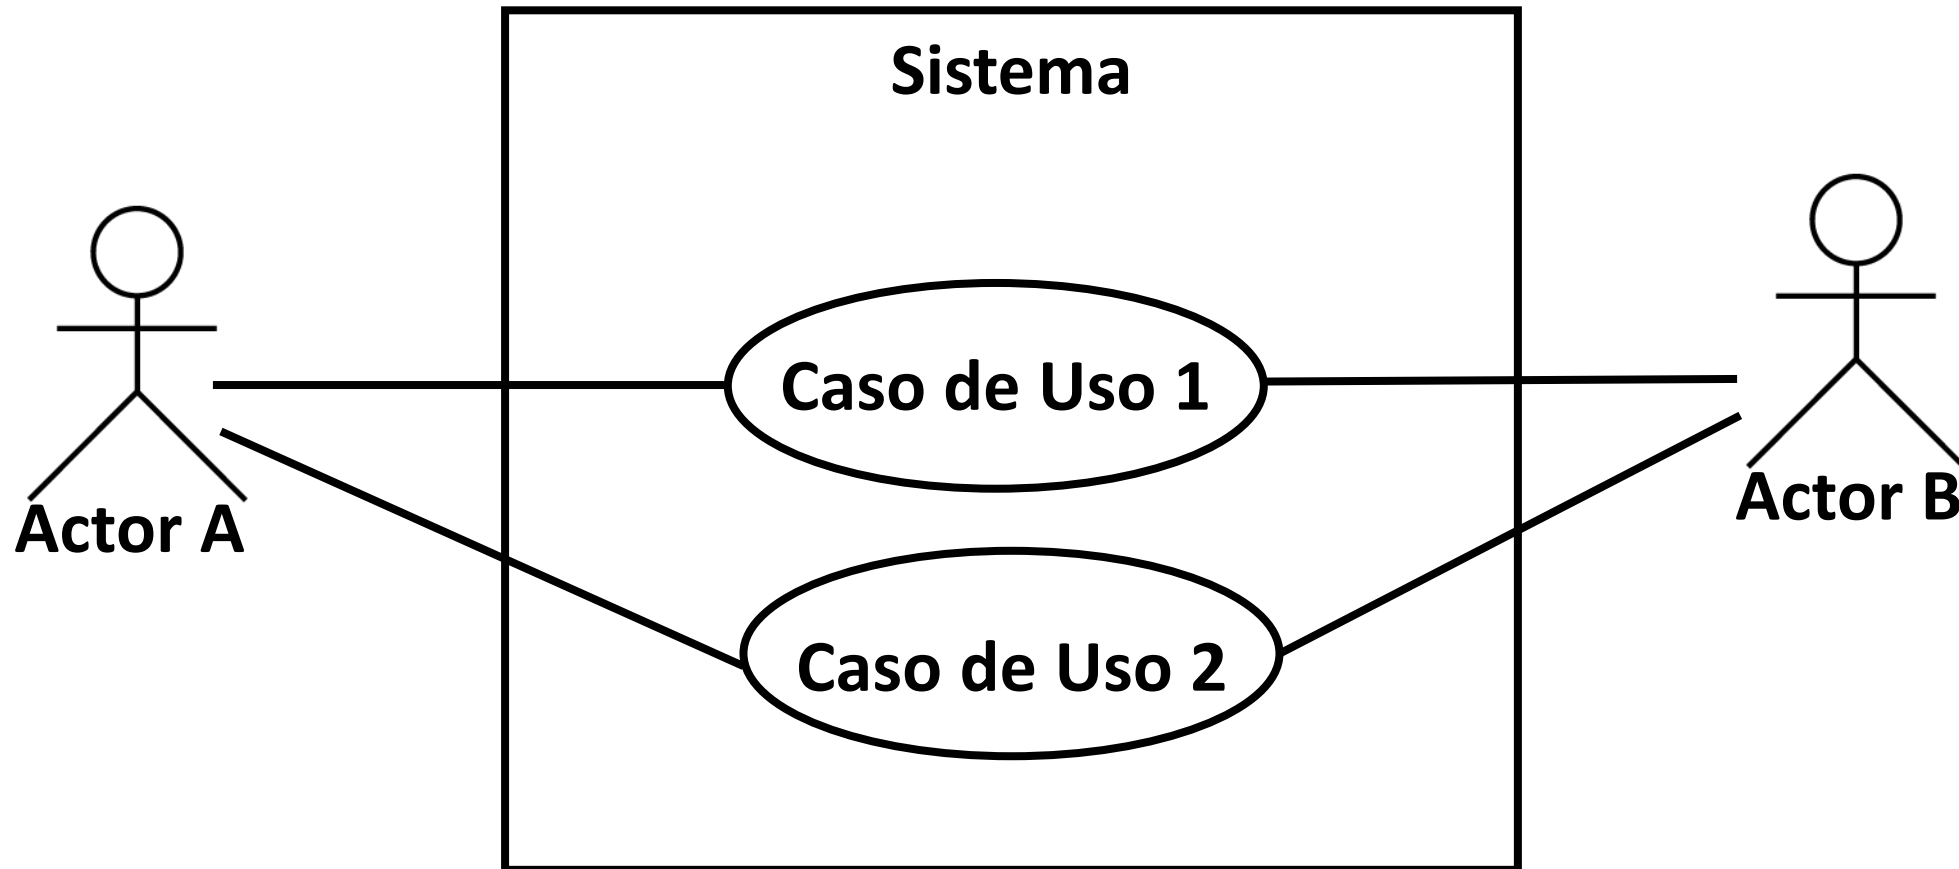 Sistema
Caso de Uso 1
Actor A
Actor B
Caso de Uso 2